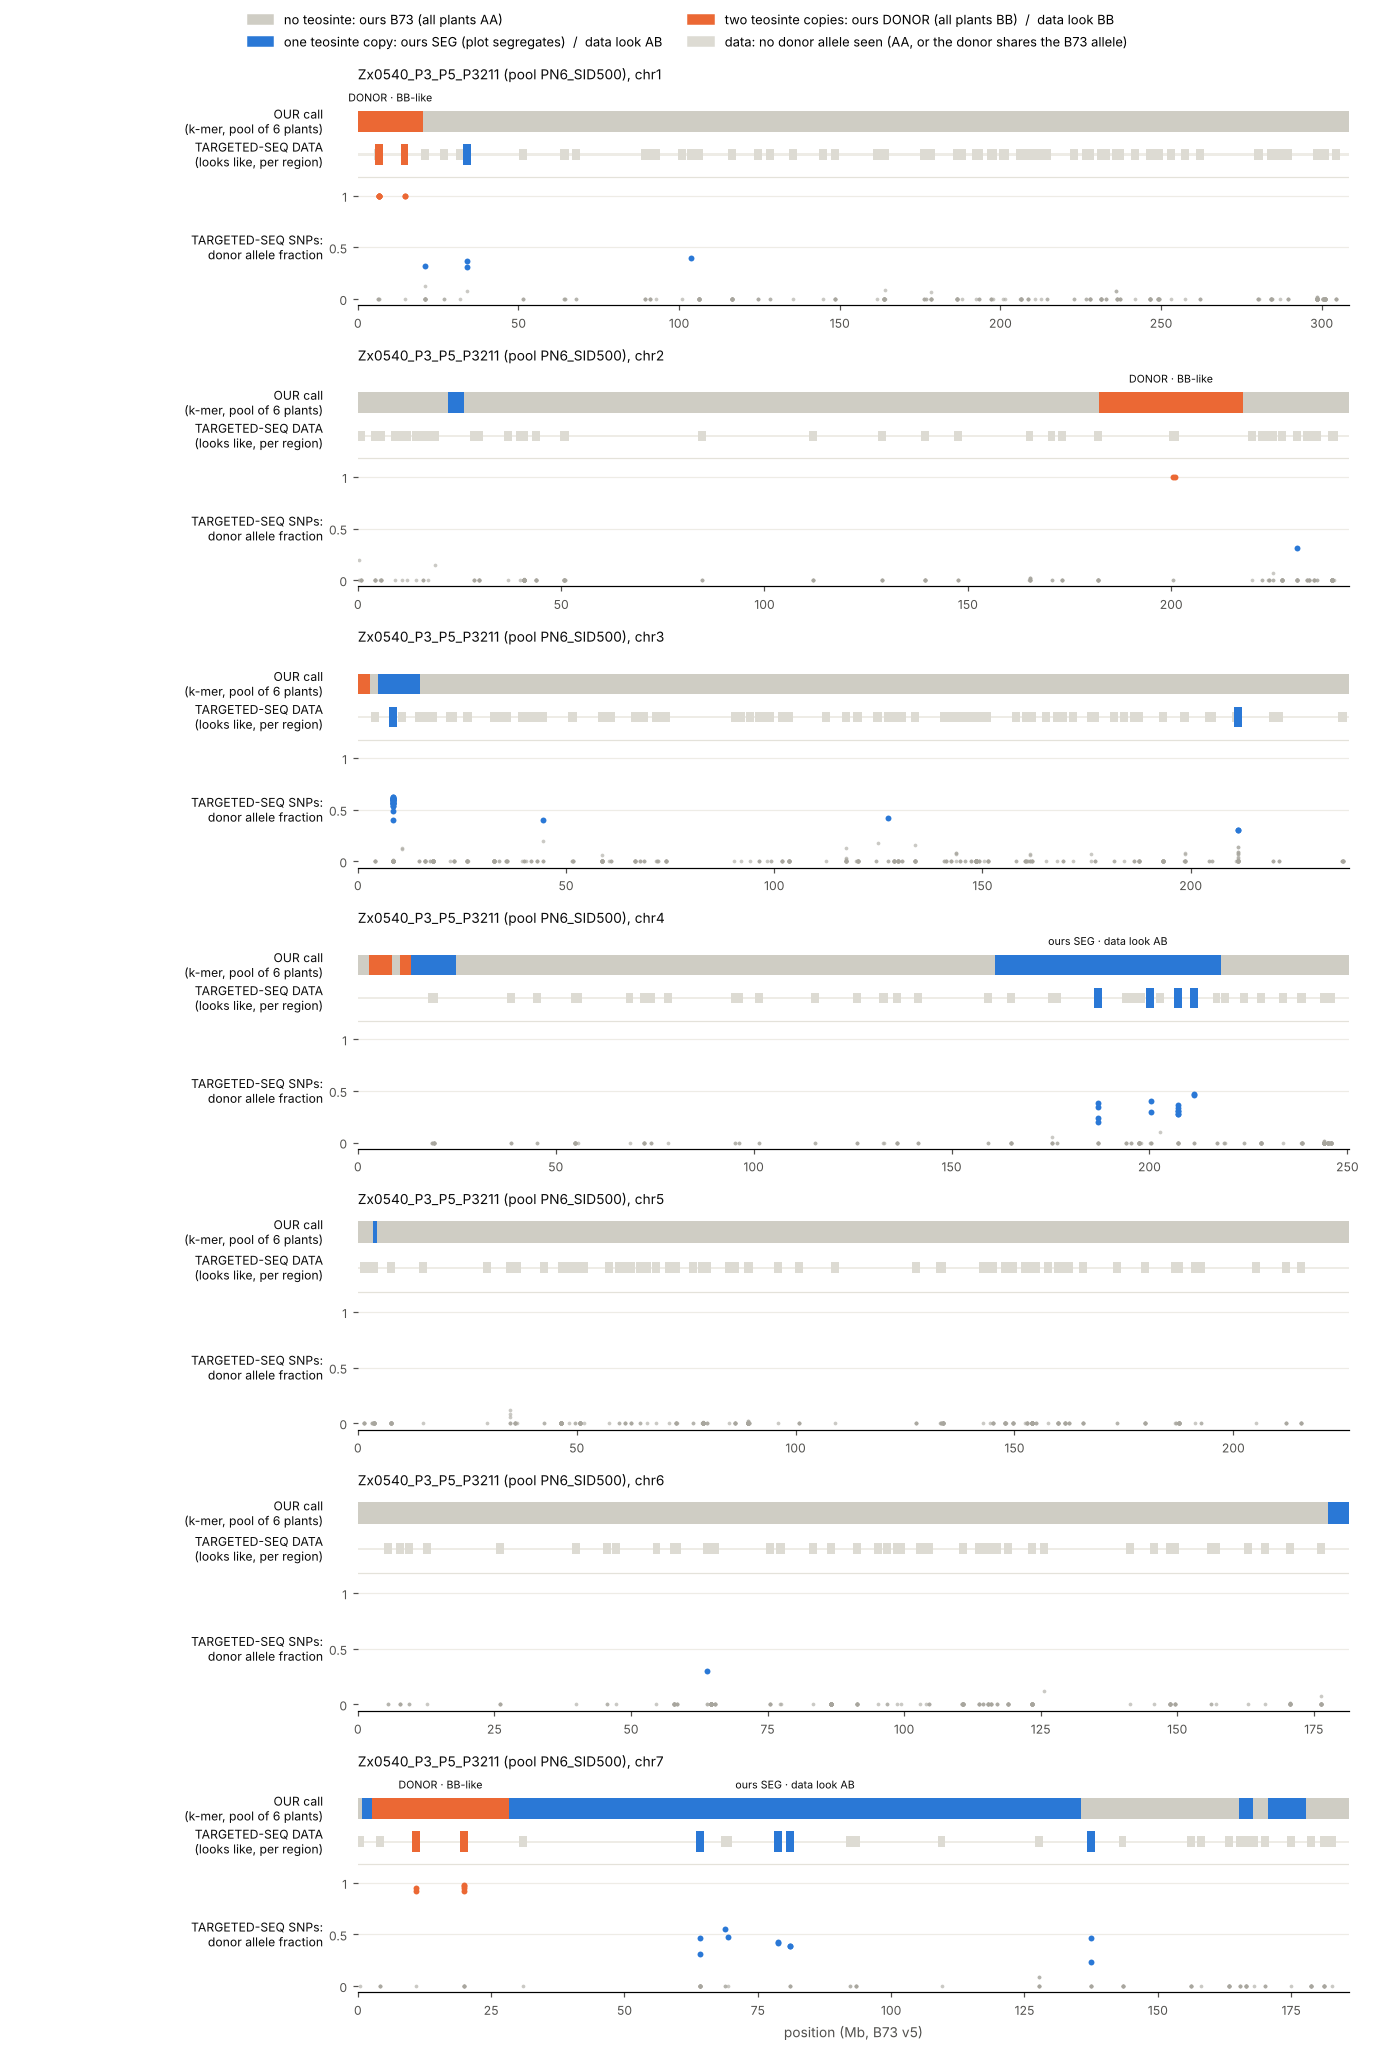 no teosinte: ours B73 (all plants AA)
two teosinte copies: ours DONOR (all plants BB)  /  data look BB
one teosinte copy: ours SEG (plot segregates)  /  data look AB
data: no donor allele seen (AA, or the donor shares the B73 allele)
Zx0540_P3_P5_P3211 (pool PN6_SID500), chr1
DONOR · BB-like
OUR call
(k-mer, pool of 6 plants)
TARGETED-SEQ DATA
(looks like, per region)
1
TARGETED-SEQ SNPs:
donor allele fraction
0.5
0
0 50 100 150 200 250 300
Zx0540_P3_P5_P3211 (pool PN6_SID500), chr2
DONOR · BB-like
OUR call
(k-mer, pool of 6 plants)
TARGETED-SEQ DATA
(looks like, per region)
1
TARGETED-SEQ SNPs:
donor allele fraction
0.5
0
0 50 100 150 200
Zx0540_P3_P5_P3211 (pool PN6_SID500), chr3
OUR call
(k-mer, pool of 6 plants)
TARGETED-SEQ DATA
(looks like, per region)
1
TARGETED-SEQ SNPs:
donor allele fraction
0.5
0
0 50 100 150 200
Zx0540_P3_P5_P3211 (pool PN6_SID500), chr4
ours SEG · data look AB
OUR call
(k-mer, pool of 6 plants)
TARGETED-SEQ DATA
(looks like, per region)
1
TARGETED-SEQ SNPs:
donor allele fraction
0.5
0
0 50 100 150 200 250
Zx0540_P3_P5_P3211 (pool PN6_SID500), chr5
OUR call
(k-mer, pool of 6 plants)
TARGETED-SEQ DATA
(looks like, per region)
1
TARGETED-SEQ SNPs:
donor allele fraction
0.5
0
0 50 100 150 200
Zx0540_P3_P5_P3211 (pool PN6_SID500), chr6
OUR call
(k-mer, pool of 6 plants)
TARGETED-SEQ DATA
(looks like, per region)
1
TARGETED-SEQ SNPs:
donor allele fraction
0.5
0
0 25 50 75 100 125 150 175
Zx0540_P3_P5_P3211 (pool PN6_SID500), chr7
DONOR · BB-like
ours SEG · data look AB
OUR call
(k-mer, pool of 6 plants)
TARGETED-SEQ DATA
(looks like, per region)
1
TARGETED-SEQ SNPs:
donor allele fraction
0.5
0
0 25 50 75 100 125 150 175
position (Mb, B73 v5)